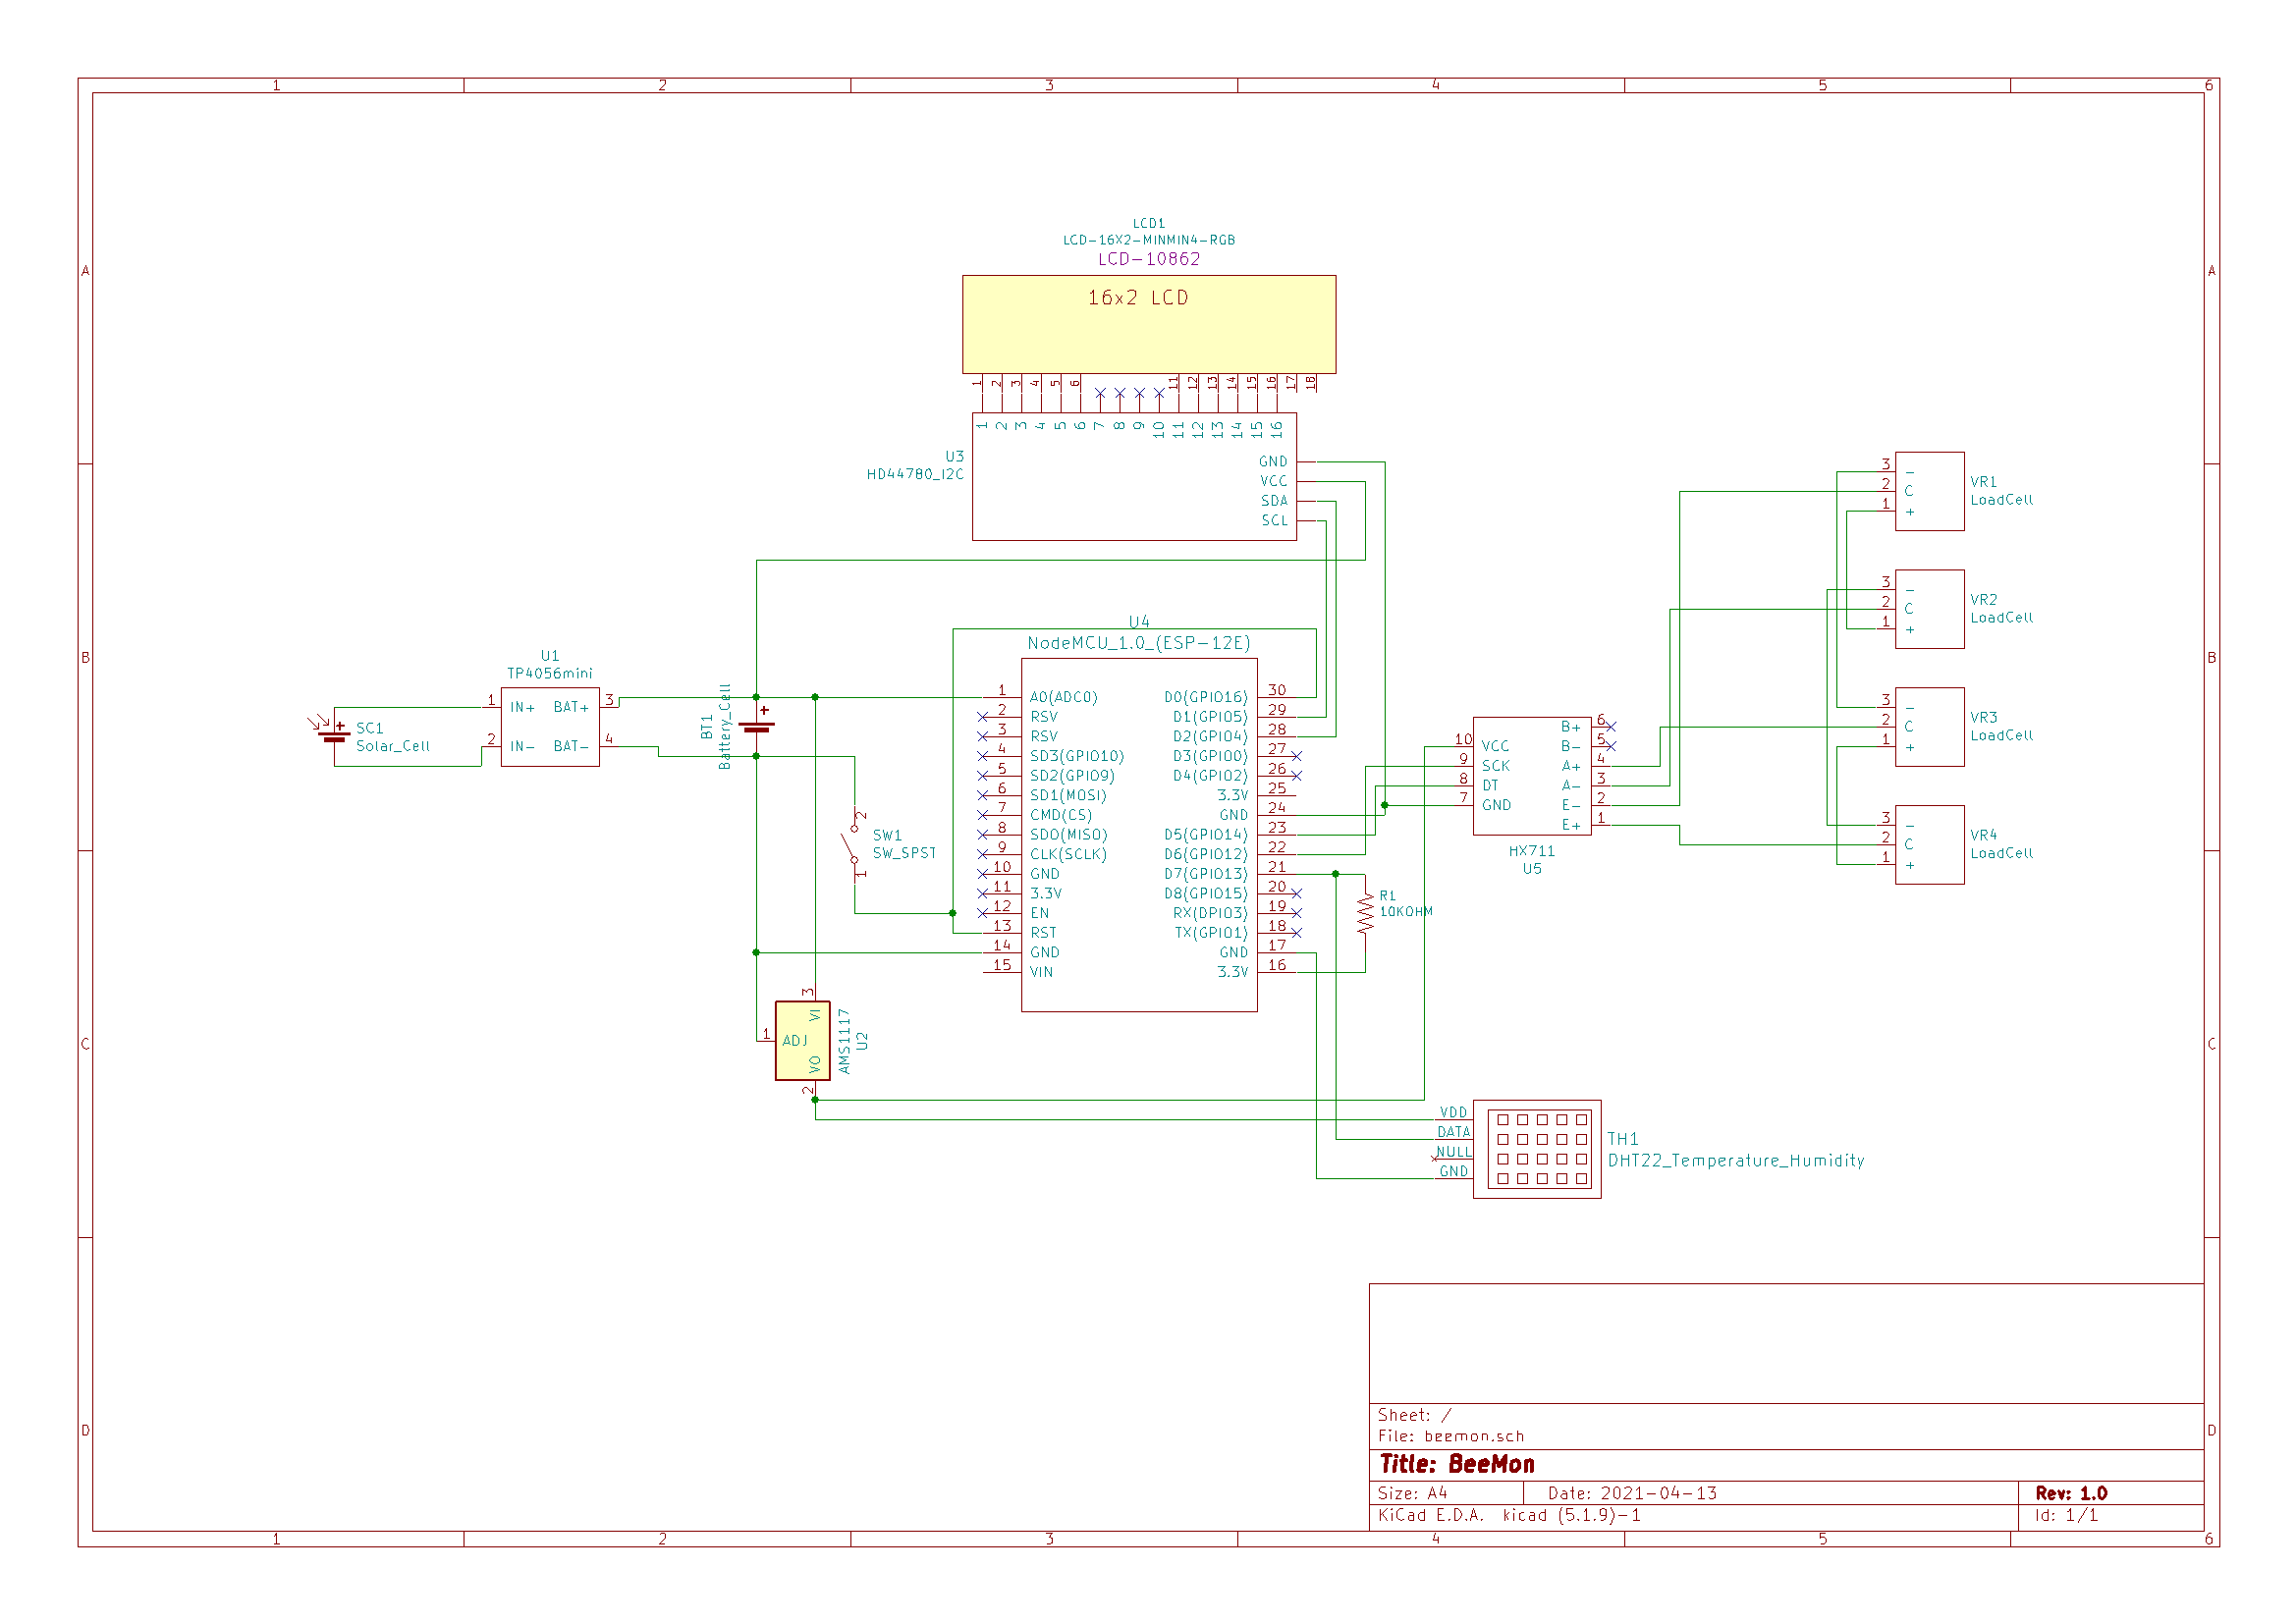 1 2 3 4 5 6
A A
B B
C C
D D
LCD1
LCD-16X2-MINMIN4-RGB
LCD-10862
16x2 LCD
1 2 3 4 5 6 11 12 13 14 15 16 17 18
1 2 3 4 5 6 7 8 9 10 11 12 13 14 15 16
U3
HD44780_I2C
GND
VCC
SDA
SCL
U4
NodeMCU_1.0_(ESP-12E)
1 A0(ADC0)
2 RSV
3 RSV
4 SD3(GPIO10)
5 SD2(GPIO9)
6 SD1(MOSI)
7 CMD(CS)
8 SDO(MISO)
9 CLK(SCLK)
10 GND
11 3.3V
12 EN
13 RST
14 GND
15 VIN
D0(GPIO16) 30
D1(GPIO5) 29
D2(GPIO4) 28
D3(GPIO0) 27
D4(GPIO2) 26
3.3V 25
GND 24
D5(GPIO14) 23
D6(GPIO12) 22
D7(GPIO13) 21
D8(GPIO15) 20
RX(DPIO3) 19
TX(GPIO1) 18
GND 17
3.3V 16
U1
TP4056mini
1 IN+ BAT+ 3
2 IN- BAT- 4
+
SC1
Solar_Cell
BT1
Battery_Cell
+
2
SW1
SW_SPST
1
3
VI
1 ADJ
VO
2
AMS1117
U2
R1
10KOHM
10 VCC
9 SCK
8 DT
7 GND
B+ 6
B- 5
A+ 4
A- 3
E- 2
E+ 1
HX711
U5
3 -
2 C
1 +
VR1
LoadCell
3 -
2 C
1 +
VR2
LoadCell
3 -
2 C
1 +
VR3
LoadCell
3 -
2 C
1 +
VR4
LoadCell
VDD
DATA
NULL
GND
TH1
DHT22_Temperature_Humidity
Sheet: /
File: beemon.sch
Title: BeeMon
Size: A4 Date: 2021-04-13 Rev: 1.0
KiCad E.D.A. kicad (5.1.9)-1 Id: 1/1
1 2 3 4 5 6